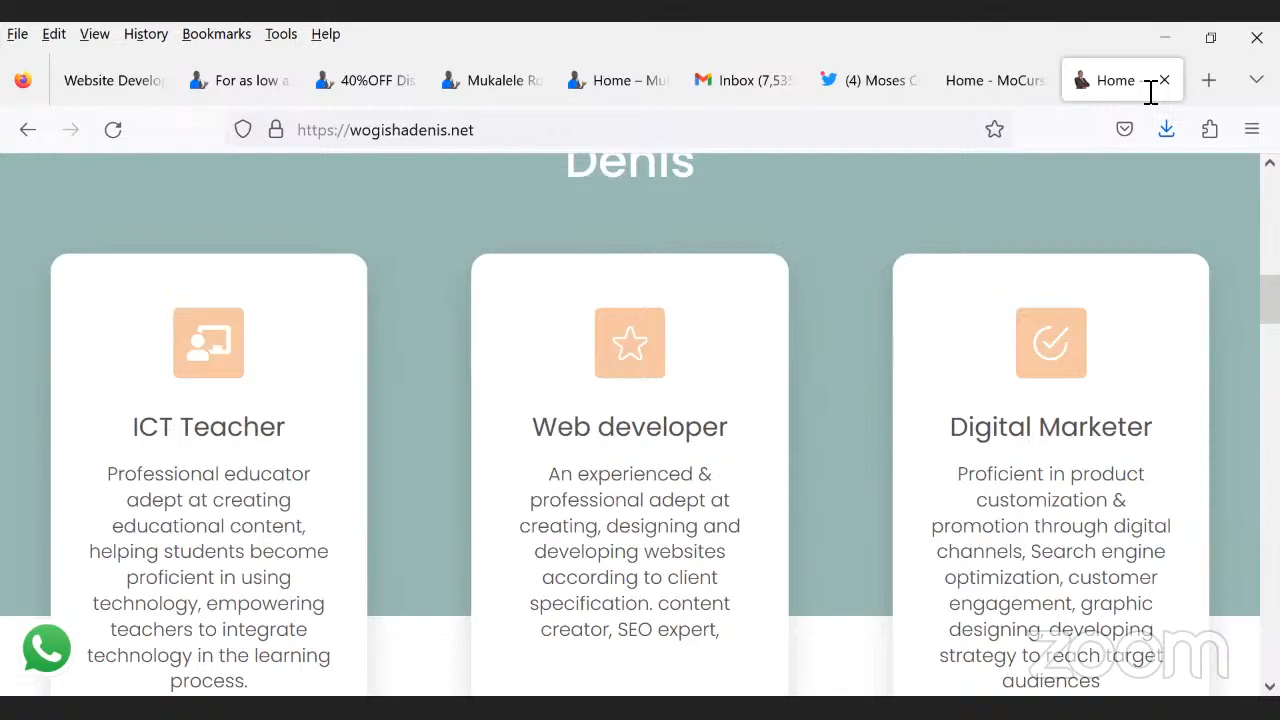 File Edit View History Bookmarks Tools Help
Website Develo For as low a 40%OFF Dis Mukalele Ro Home – Mu Inbox (7,535 (4) Moses C Home - MoCurs Home -
https://wogishadenis.net
Denis
ICT Teacher
Professional educator
adept at creating
educational content,
helping students become
proficient in using
technology, empowering
teachers to integrate
technology in the learning
process.
Web developer
An experienced &
professional adept at
creating, designing and
developing websites
according to client
specification. content
creator, SEO expert,
Digital Marketer
Proficient in product
customization &
promotion through digital
channels, Search engine
optimization, customer
engagement, graphic
designing, developing
strategy to reach target
audiences
zoom